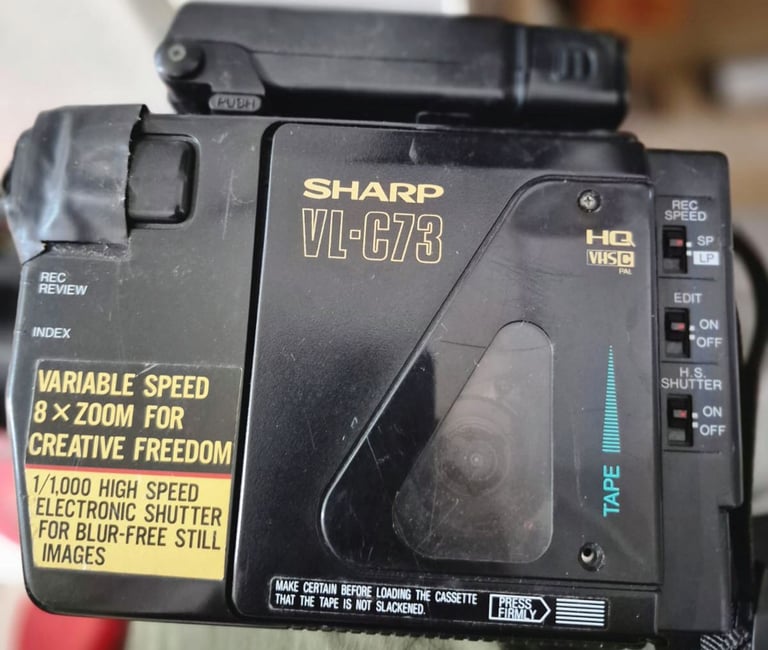 PUSH
SHARP
VL-C73
HQ
VHS C
PAL
REC
SPEED
SP
LP
EDIT
ON
OFF
H.S.
SHUTTER
ON
OFF
REC
REVIEW
INDEX
VARIABLE SPEED
8×ZOOM FOR
CREATIVE FREEDOM
1/1,000 HIGH SPEED
ELECTRONIC SHUTTER
FOR BLUR-FREE STILL
IMAGES
TAPE
MAKE CERTAIN BEFORE LOADING THE CASSETTE
THAT THE TAPE IS NOT SLACKENED.
PRESS
FIRMLY